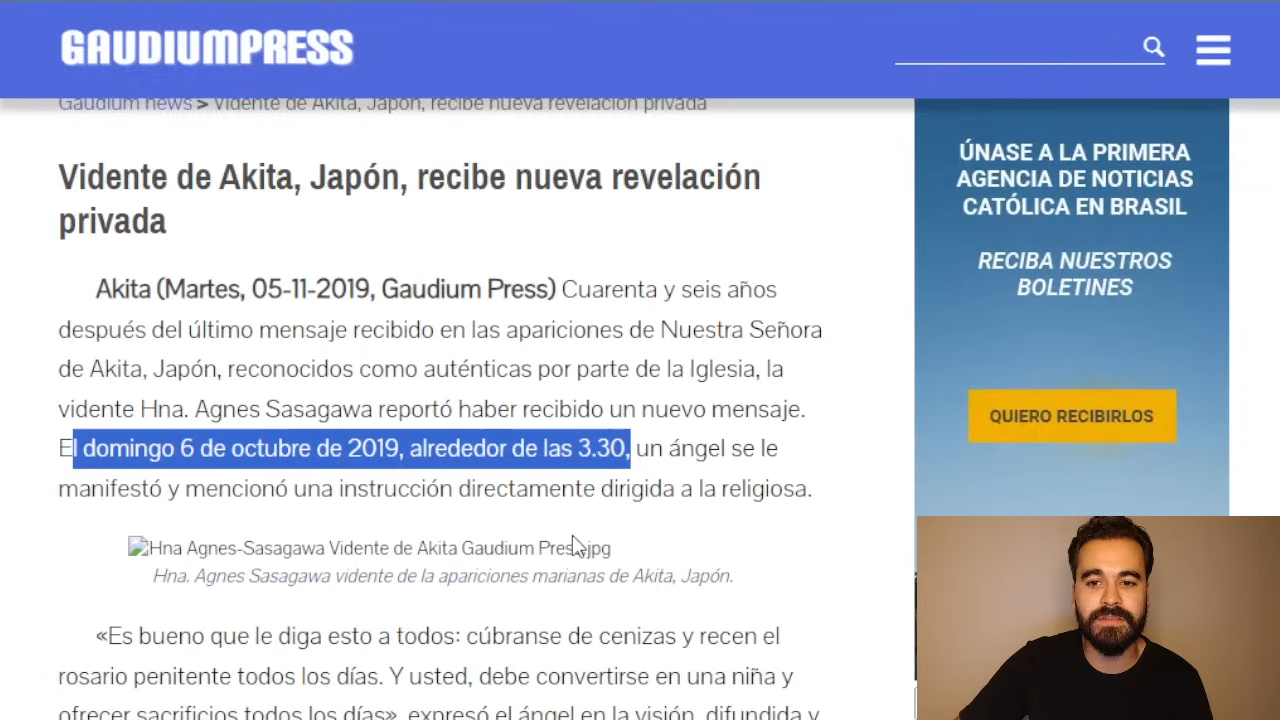 GAUDIUMPRESS
Gaudium news > Vidente de Akita, Japón, recibe nueva revelación privada
Vidente de Akita, Japón, recibe nueva revelación
privada
Akita (Martes, 05-11-2019, Gaudium Press) Cuarenta y seis años
después del último mensaje recibido en las apariciones de Nuestra Señora
de Akita, Japón, reconocidos como auténticas por parte de la Iglesia, la
vidente Hna. Agnes Sasagawa reportó haber recibido un nuevo mensaje.
El domingo 6 de octubre de 2019, alrededor de las 3.30, un ángel se le
manifestó y mencionó una instrucción directamente dirigida a la religiosa.
Hna Agnes-Sasagawa Vidente de Akita Gaudium Press.jpg
Hna. Agnes Sasagawa vidente de la apariciones marianas de Akita, Japón.
«Es bueno que le diga esto a todos: cúbranse de cenizas y recen el
rosario penitente todos los días. Y usted, debe convertirse en una niña y
ofrecer sacrificios todos los días», expresó el ángel en la visión, difundida y
ÚNASE A LA PRIMERA
AGENCIA DE NOTICIAS
CATÓLICA EN BRASIL
RECIBA NUESTROS
BOLETINES
QUIERO RECIBIRLOS